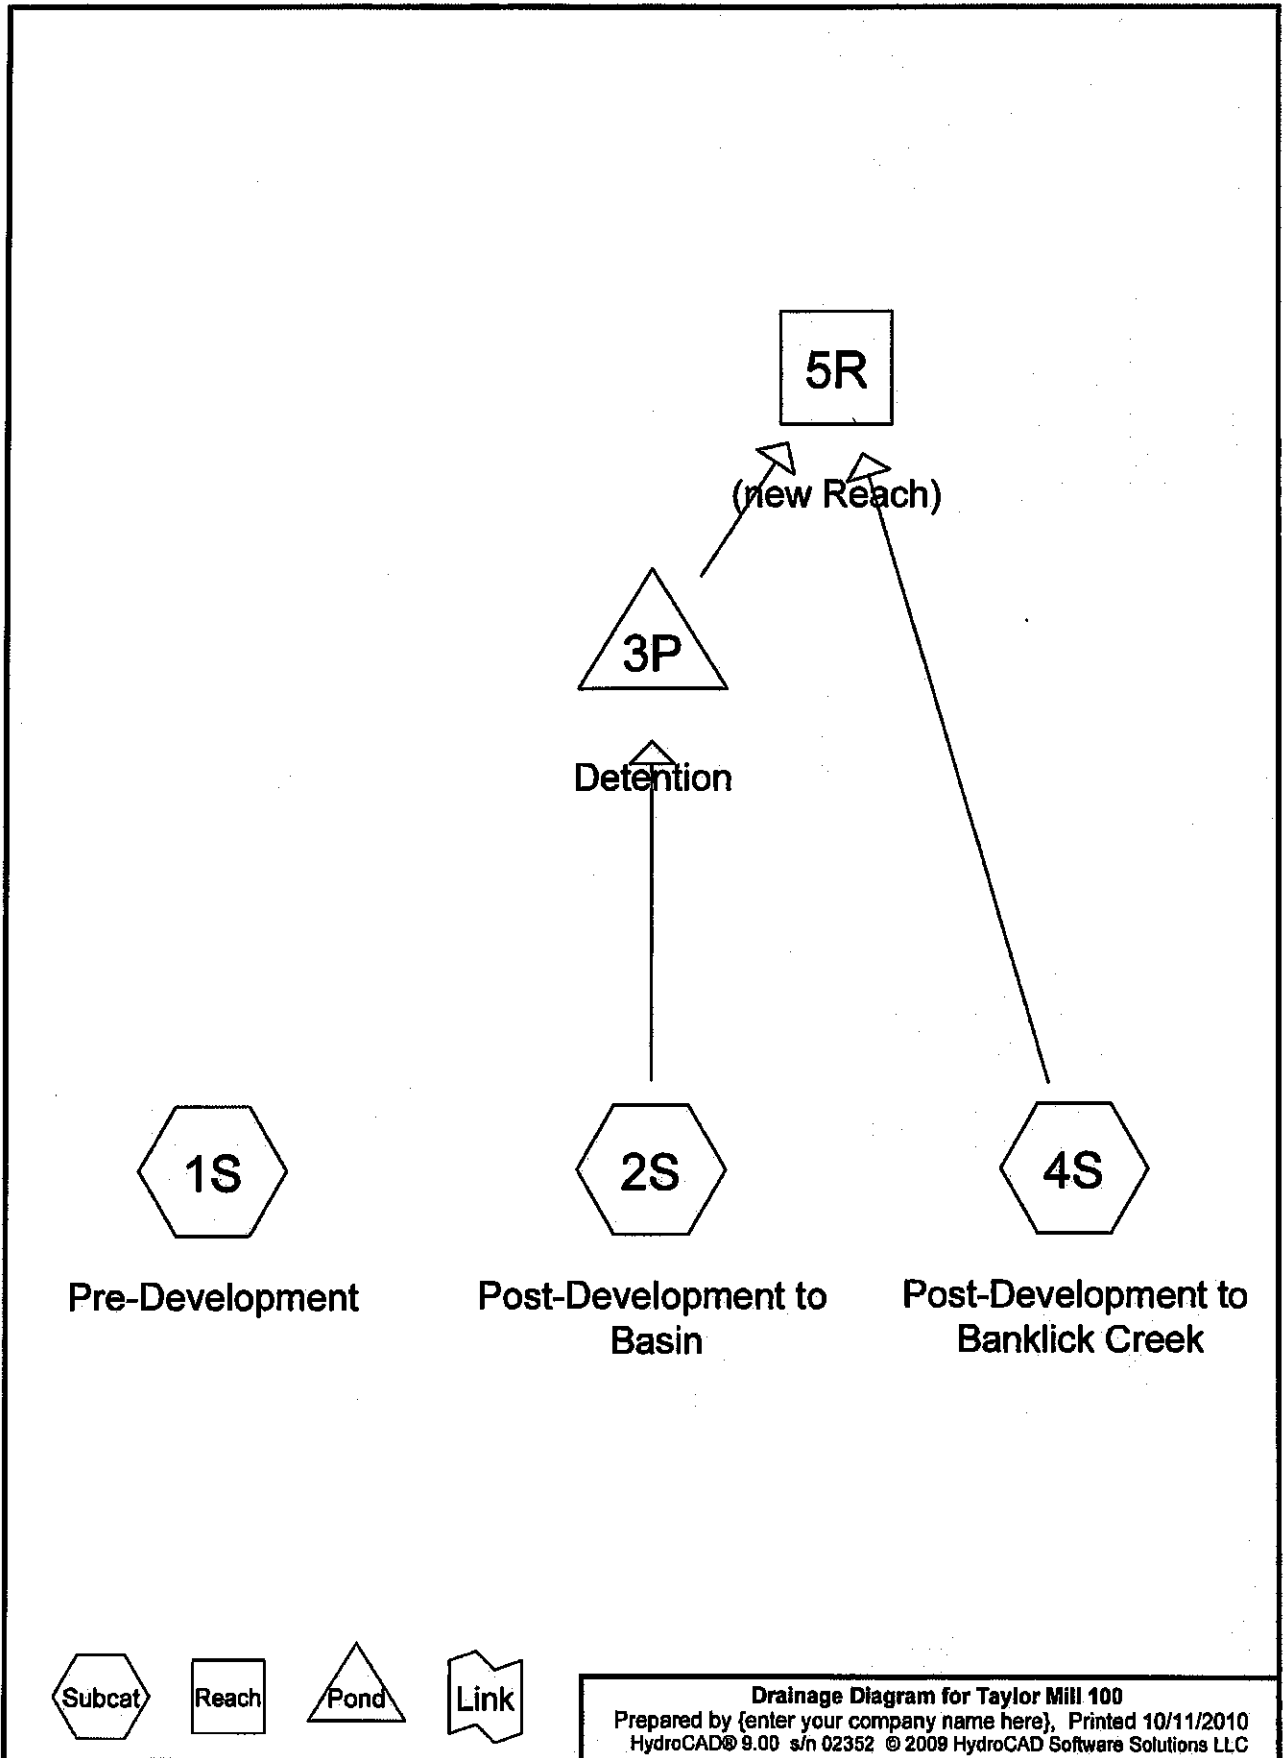 5R
(new Reach)
3P
Detention
1S
2S
4S
Pre-Development
Post-Development to
Basin
Post-Development to
Banklick Creek
Subcat
Reach
Pond
Link
Drainage Diagram for Taylor Mill 100
Prepared by {enter your company name here}, Printed 10/11/2010
HydroCAD® 9.00 s/n 02352 © 2009 HydroCAD Software Solutions LLC